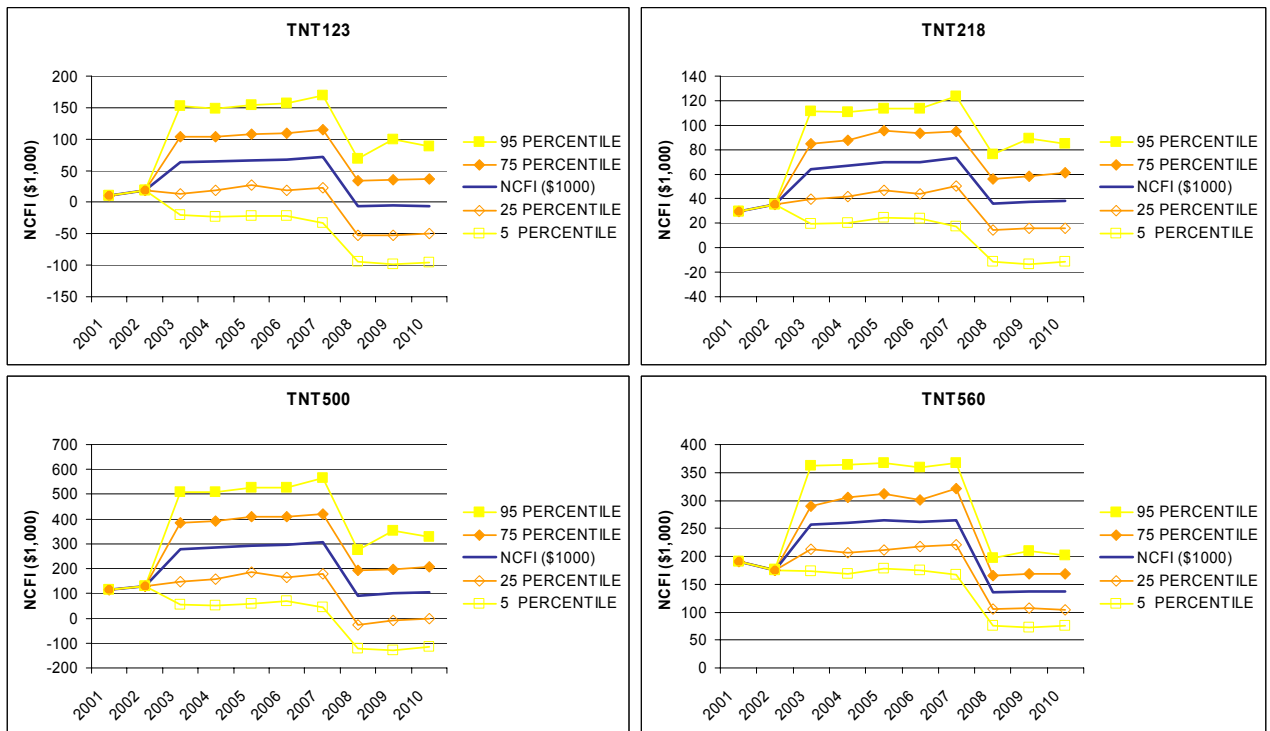 TNT123
NCFI ($1,000)
200
150
100
50
0
-50
-100
-150
2001 2002 2003 2004 2005 2006 2007 2008 2009 2010
95 PERCENTILE
75 PERCENTILE
NCFI ($1000)
25 PERCENTILE
5 PERCENTILE
TNT218
NCFI ($1,000)
140
120
100
80
60
40
20
0
-20
-40
2001 2002 2003 2004 2005 2006 2007 2008 2009 2010
95 PERCENTILE
75 PERCENTILE
NCFI ($1000)
25 PERCENTILE
5 PERCENTILE
TNT500
NCFI ($1,000)
700
600
500
400
300
200
100
0
-100
-200
2001 2002 2003 2004 2005 2006 2007 2008 2009 2010
95 PERCENTILE
75 PERCENTILE
NCFI ($1000)
25 PERCENTILE
5 PERCENTILE
TNT560
NCFI ($1,000)
400
350
300
250
200
150
100
50
0
2001 2002 2003 2004 2005 2006 2007 2008 2009 2010
95 PERCENTILE
75 PERCENTILE
NCFI ($1000)
25 PERCENTILE
5 PERCENTILE